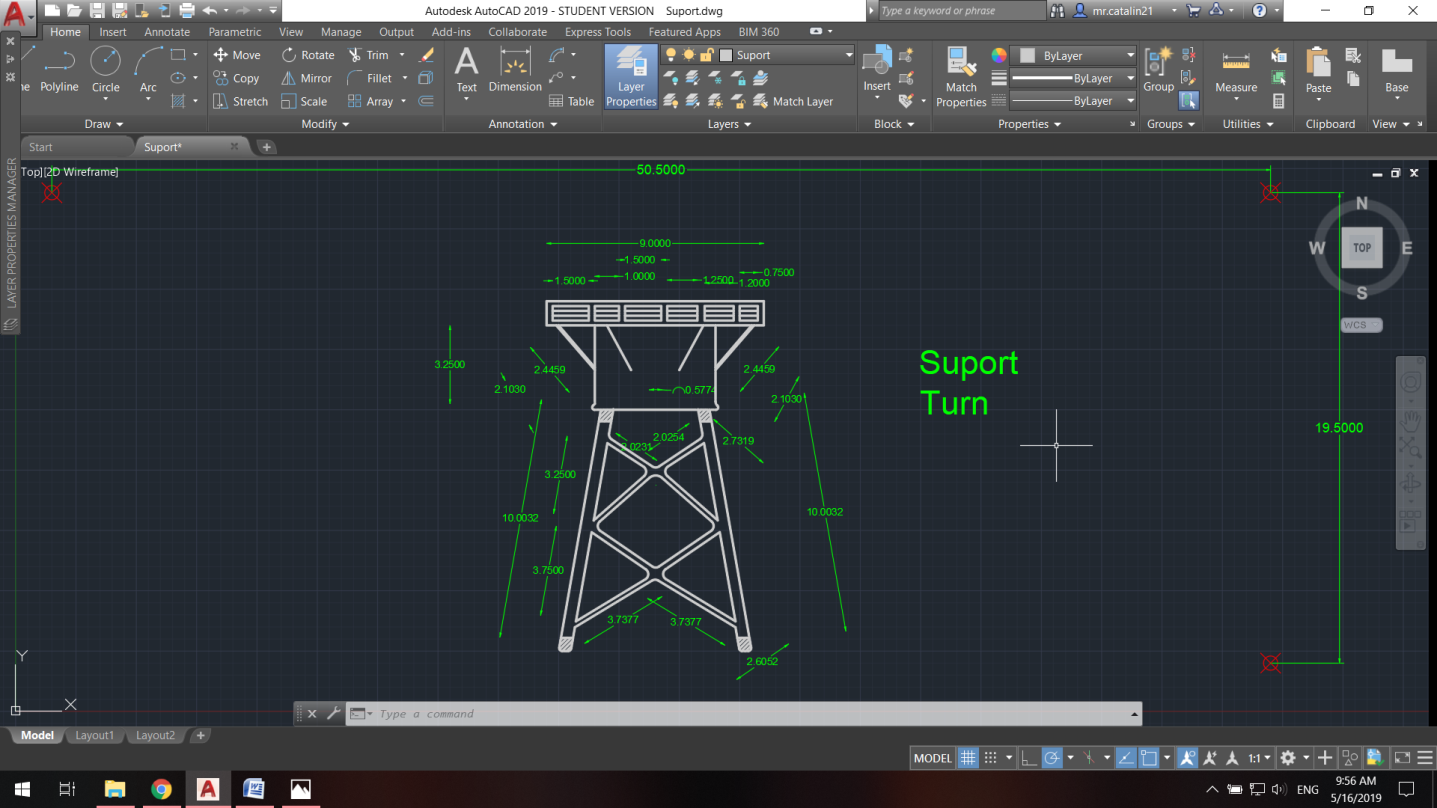 Autodesk AutoCAD 2019 - STUDENT VERSION Suport.dwg
Type a keyword or phrase
mr.catalin21
Home Insert Annotate Parametric View Manage Output Add-ins Collaborate Express Tools Featured Apps BIM 360
Polyline Circle Arc
Move Rotate Trim
Copy Mirror Fillet
Stretch Scale Array
Text Dimension Table
Layer Properties
Suport
Match Layer
Insert
Match Properties
ByLayer
ByLayer
ByLayer
Group
Measure
Paste
Base
Draw Modify Annotation Layers Block Properties Groups Utilities Clipboard View
Start Suport*
LAYER PROPERTIES MANAGER
Top][2D Wireframe]
50.5000
N
W TOP E
S
WCS
9.0000
1.5000
1.5000 1.0000 1.2500 1.2000 0.7500
3.2500
2.4459
2.1030
0.5774
2.4459
2.1030
Suport
Turn
19.5000
2.0231 2.0254 2.7319
3.2500
10.0032
10.0032
3.7500
3.7377 3.7377
2.6052
Y
X
Type a command
Model Layout1 Layout2
MODEL
1:1
ENG
9:56 AM
5/16/2019